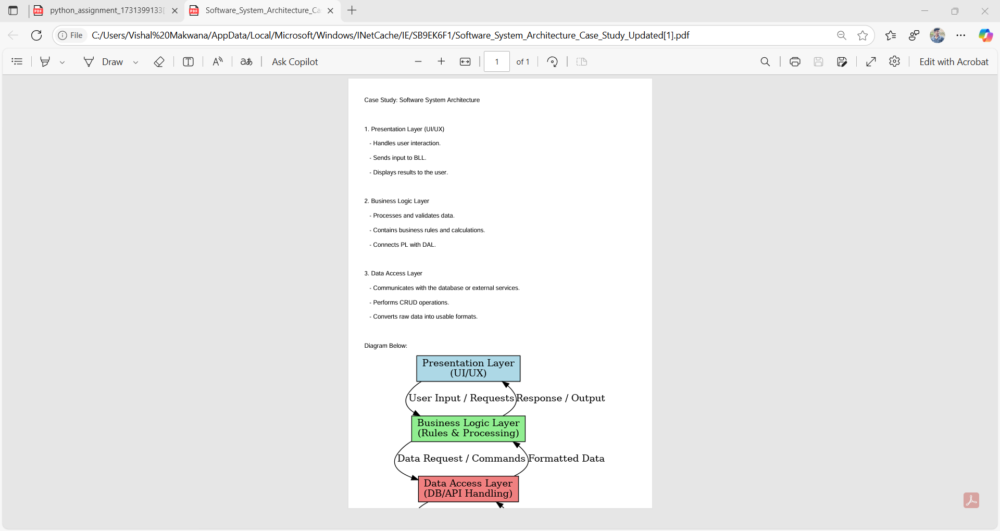 python_assignment_1731399133[
Software_System_Architecture_Ca
File
C:/Users/Vishal%20Makwana/AppData/Local/Microsoft/Windows/INetCache/IE/SB9EK6F1/Software_System_Architecture_Case_Study_Updated[1].pdf
Draw
Ask Copilot
1 of 1
Edit with Acrobat
Case Study: Software System Architecture
1. Presentation Layer (UI/UX)
- Handles user interaction.
- Sends input to BLL.
- Displays results to the user.
2. Business Logic Layer
- Processes and validates data.
- Contains business rules and calculations.
- Connects PL with DAL.
3. Data Access Layer
- Communicates with the database or external services.
- Performs CRUD operations.
- Converts raw data into usable formats.
Diagram Below:
Presentation Layer
(UI/UX)
User Input / Requests Response / Output
Business Logic Layer
(Rules & Processing)
Data Request / Commands Formatted Data
Data Access Layer
(DB/API Handling)